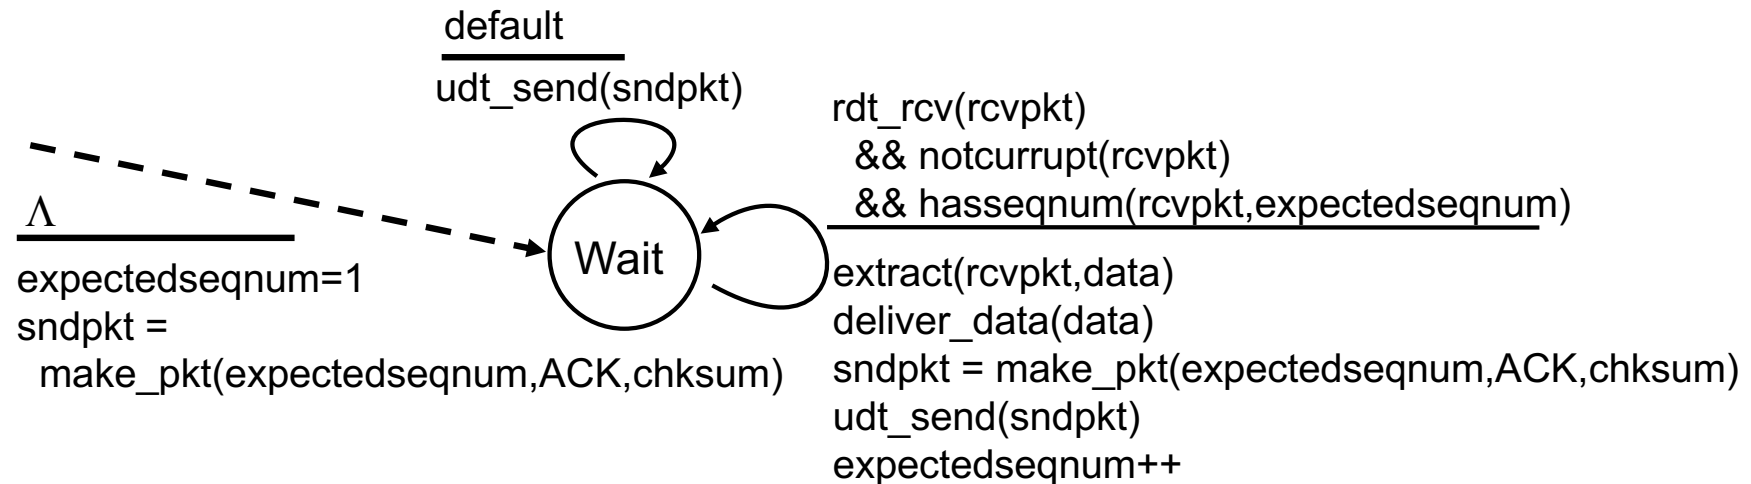 default
udt_send(sndpkt)
rdt_rcv(rcvpkt)
&& notcurrupt(rcvpkt)
&& hasseqnum(rcvpkt,expectedseqnum)
Λ
expectedseqnum=1
sndpkt =
make_pkt(expectedseqnum,ACK,chksum)
Wait
extract(rcvpkt,data)
deliver_data(data)
sndpkt = make_pkt(expectedseqnum,ACK,chksum)
udt_send(sndpkt)
expectedseqnum++